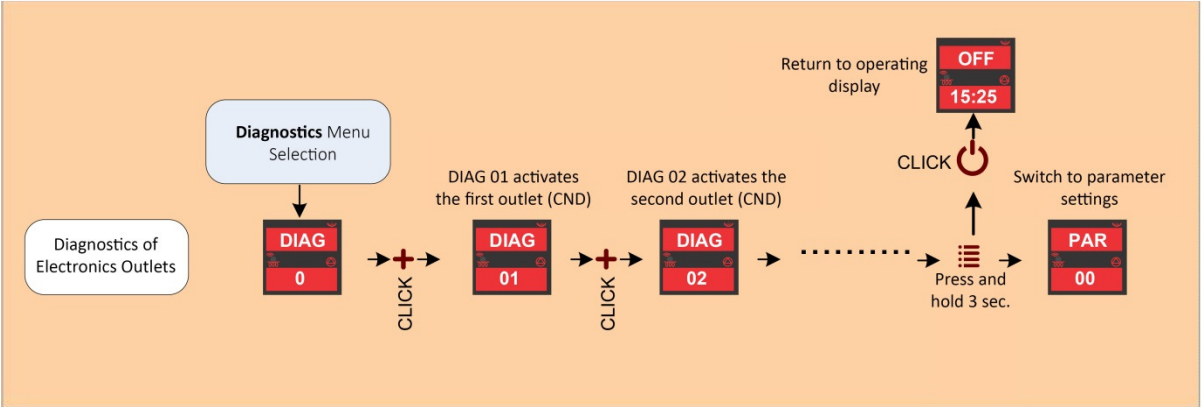 Diagnostics Menu
Selection
Diagnostics of
Electronics Outlets
DIAG
0
CLICK
DIAG 01 activates
the first outlet (CND)
DIAG
01
CLICK
DIAG 02 activates the
second outlet (CND)
DIAG
02
Return to operating
display
OFF
15:25
CLICK
Press and
hold 3 sec.
Switch to parameter
settings
PAR
00